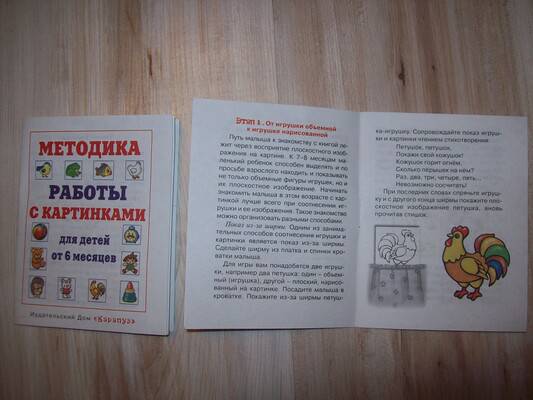 МЕТОДИКА
РАБОТЫ
С КАРТИНКАМИ
для детей
от 6 месяцев
Издательский Дом «Карапуз»
Этап 1. От игрушки объемной
к игрушке нарисованной
Путь малыша к знакомству с книгой ле-
жит через восприятие плоскостного изоб-
ражения на картине. К 7–8 месяцам ма-
ленький ребенок способен выделять и по
просьбе взрослого находить и показывать
не только объемные фигуры игрушек, но и
их плоскостное изображение. Начинать
знакомить малыша в этом возрасте с кар-
тинкой лучше всего при соотнесении иг-
рушки и ее изображения. Такое знакомство
можно организовать разными способами.
Показ из-за ширмы. Одним из занима-
тельных способов соотнесения игрушки и
картинки является показ из-за ширмы.
Сделайте ширму из платка и спинки кро-
ватки малыша.
Для игры вам понадобятся две игруш-
ки, например два петушка: один – объем-
ный (игрушка), другой – плоский, нарисо-
ванный на картинке. Посадите малыша в
кроватке. Покажите из-за ширмы петуш-
ка-игрушку. Сопровождайте показ игруш-
ки и картинки чтением стихотворения.
Петушок, петушок,
Покажи свой кожушок!
Кожушок горит огнём.
Сколько пёрышек на нём?
Раз, два, три, четыре, пять...
Невозможно сосчитать!
При последних словах спрячьте игруш-
ку и с другого конца ширмы покажите пло-
скостное изображение петушка, вновь
прочитав стишок.